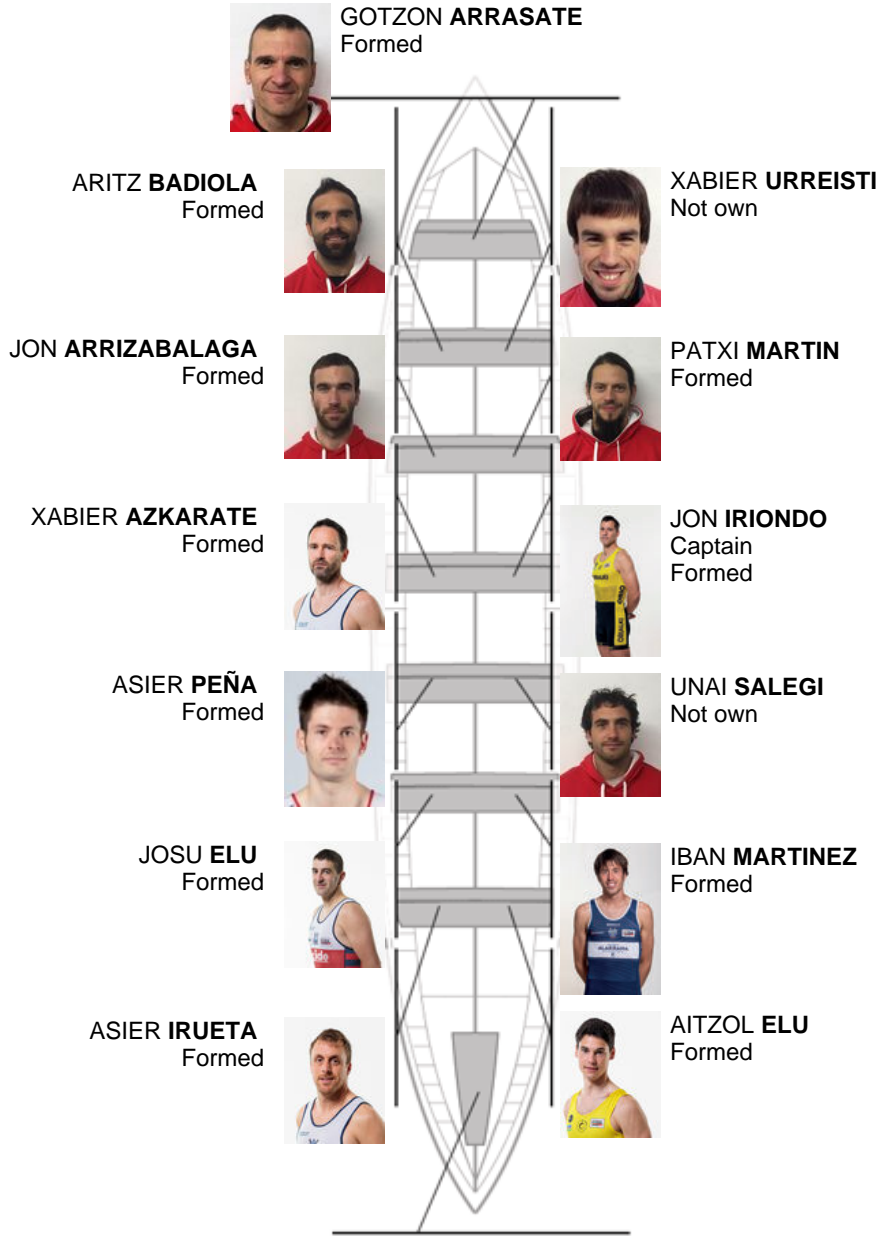 GOTZON ARRASATE
Formed
ARITZ BADIOLA
Formed
XABIER URREISTI
Not own
JON ARRIZABALAGA
Formed
PATXI MARTIN
Formed
XABIER AZKARATE
Formed
JON IRIONDO
Captain
Formed
ASIER PEÑA
Formed
UNAI SALEGI
Not own
JOSU ELU
Formed
IBAN MARTINEZ
Formed
ASIER IRUETA
Formed
AITZOL ELU
Formed